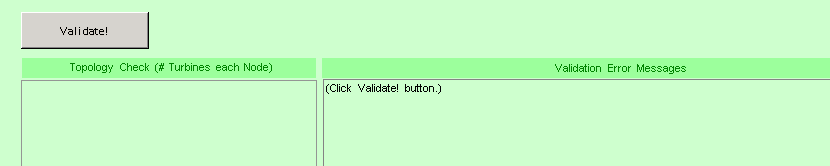 Validate!
Topology Check (# Turbines each Node)
Validation Error Messages
(Click Validate! button.)